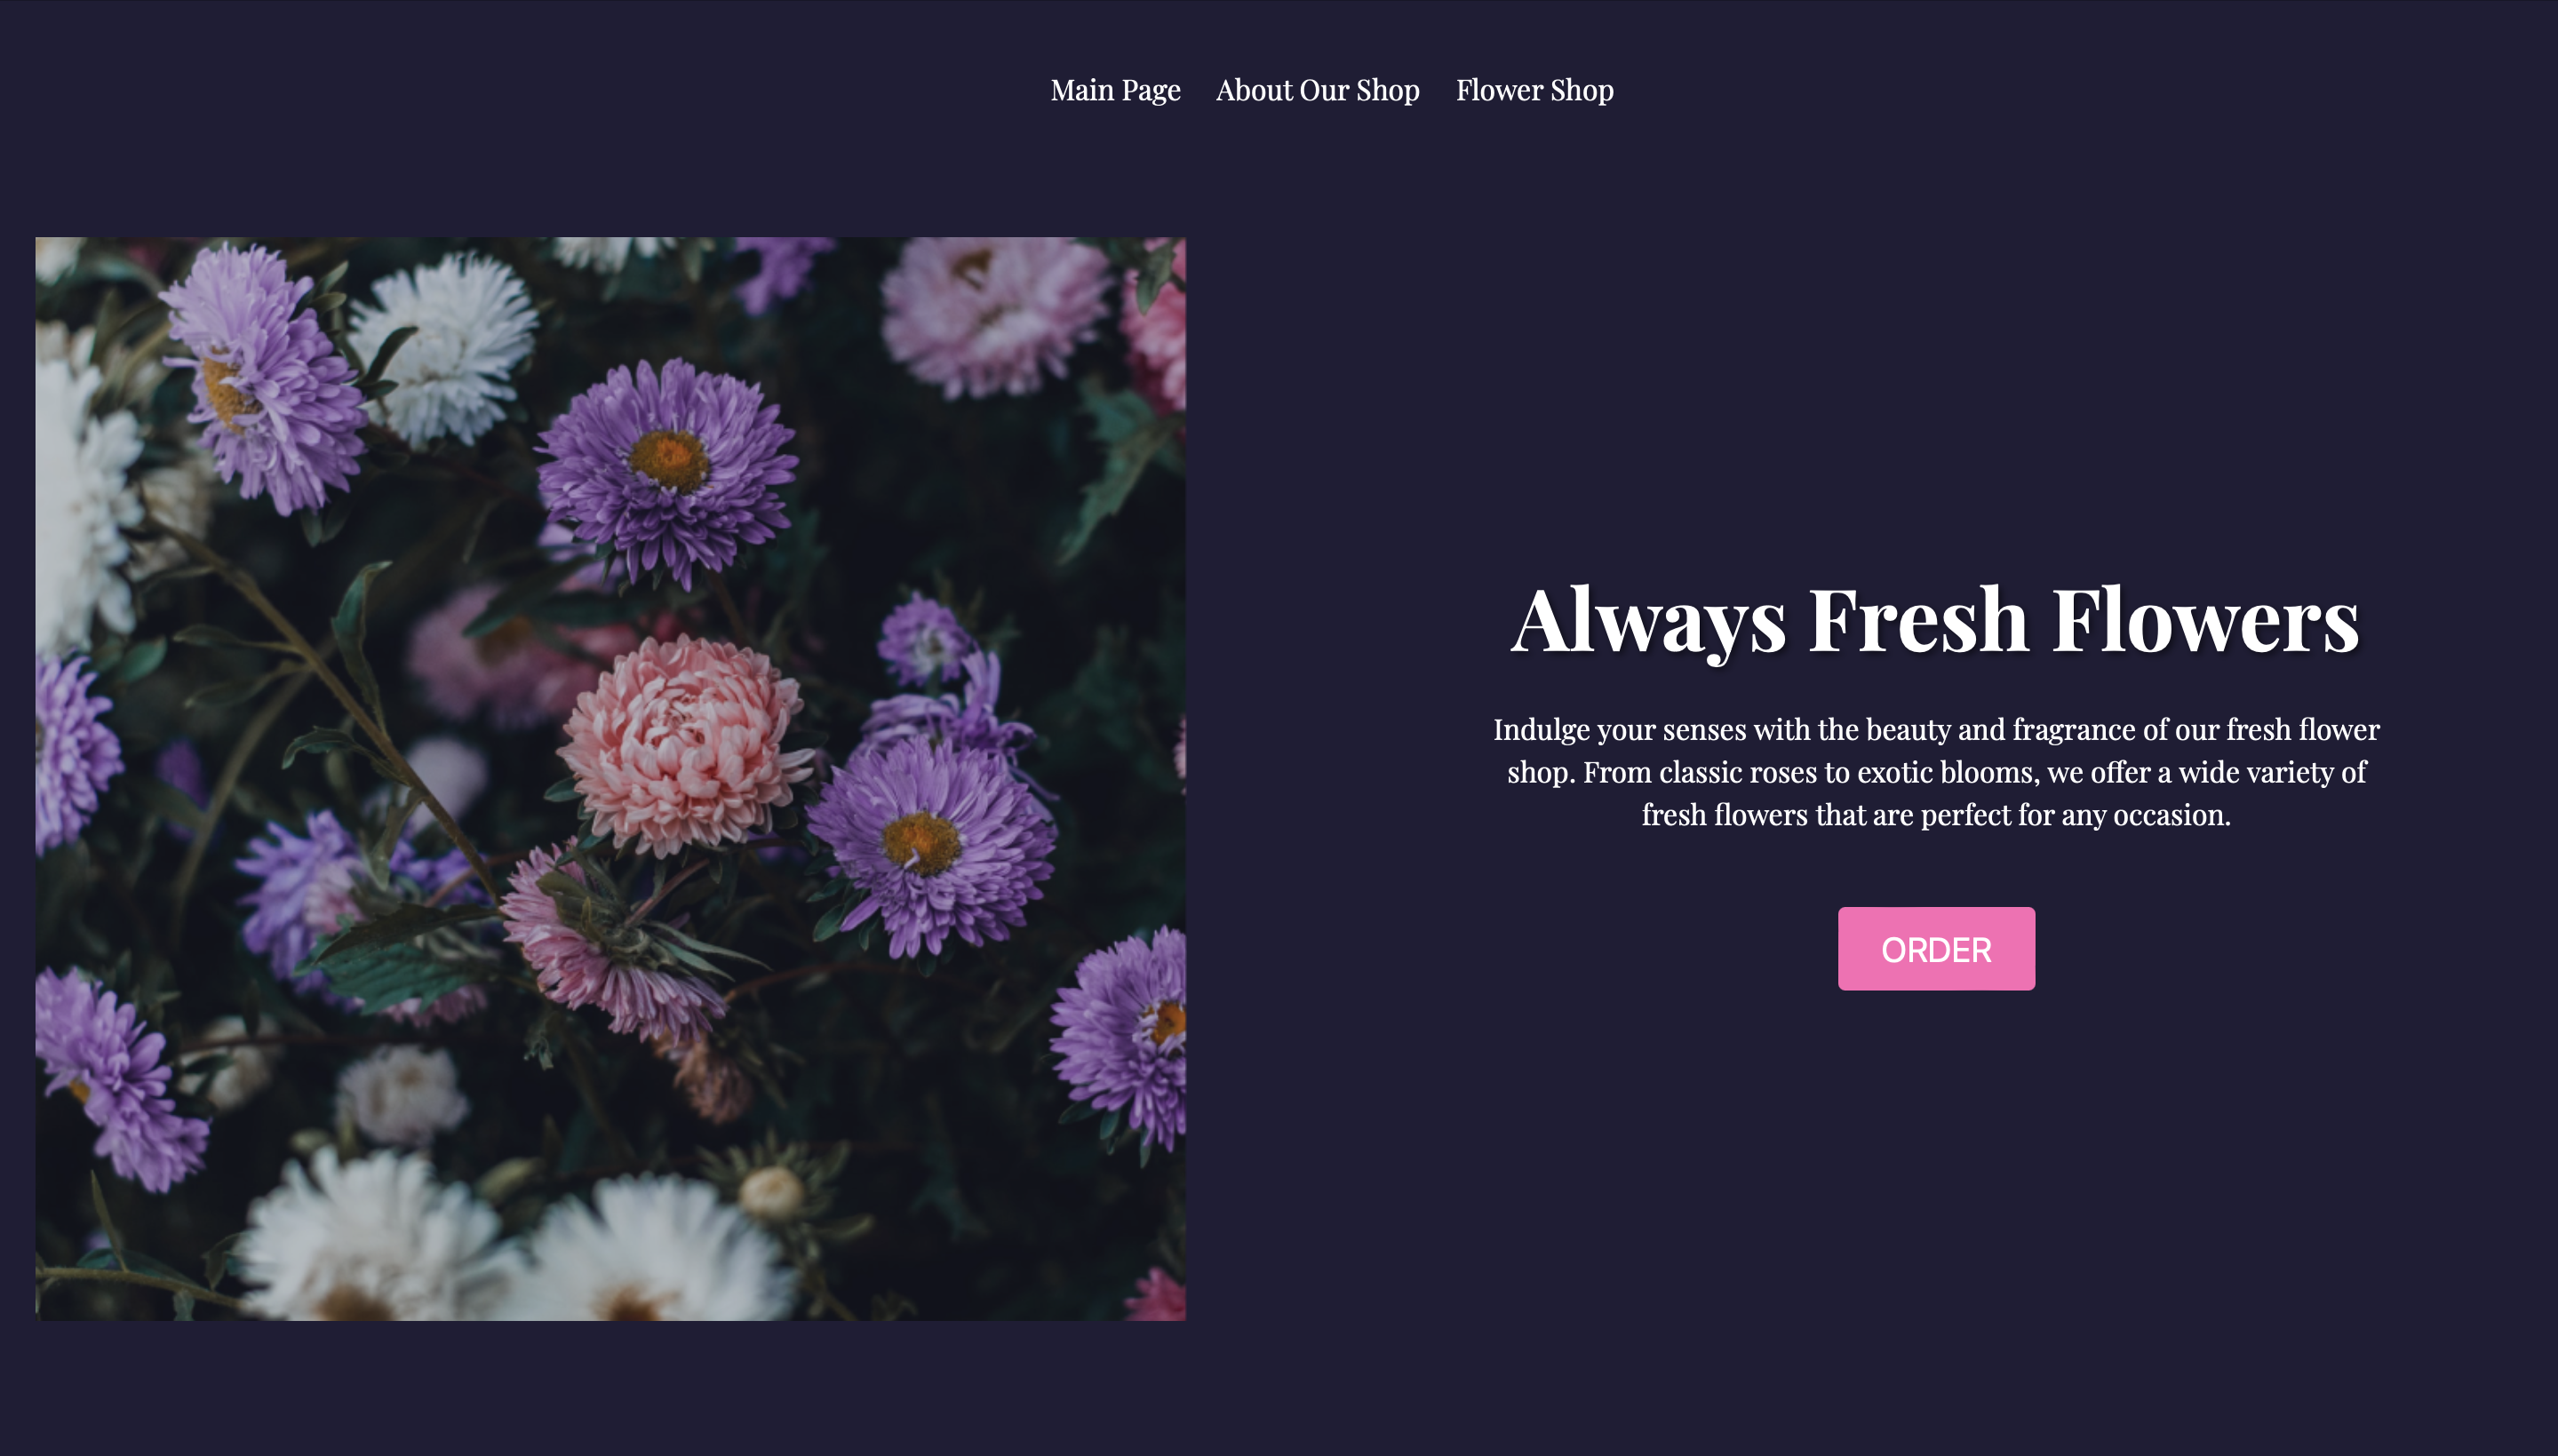 Main Page About Our Shop Flower Shop
Always Fresh Flowers
Indulge your senses with the beauty and fragrance of our fresh flower
shop. From classic roses to exotic blooms, we offer a wide variety of
fresh flowers that are perfect for any occasion.
ORDER